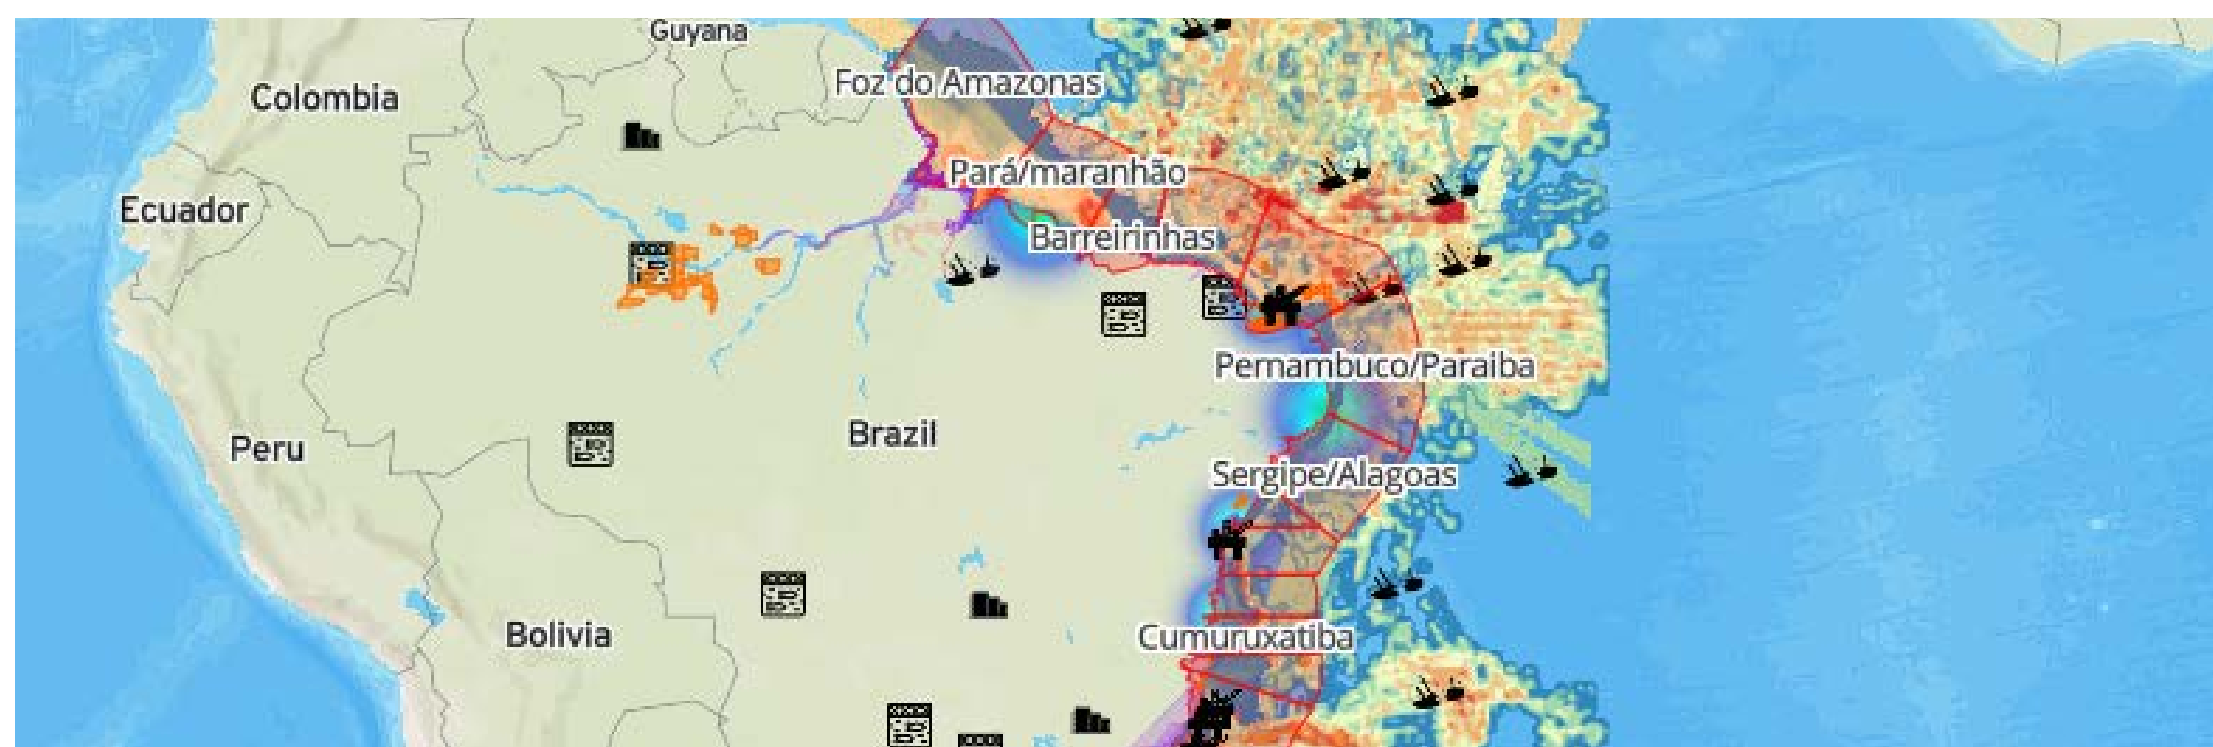 Guyana
Foz do Amazonas
Colombia
Pará/maranhão
Ecuador
Barreirinhas
Pernambuco/Paraiba
Brazil
Peru
Sergipe/Alagoas
Bolivia
Cumuruxatiba